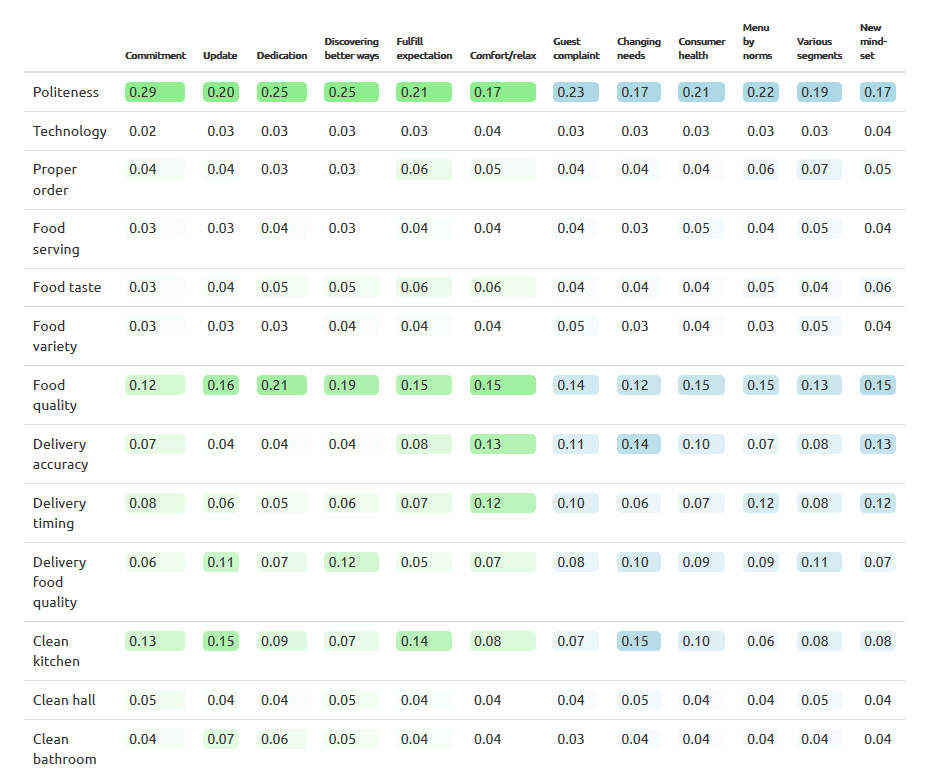 Commitment Update Dedication Discovering better ways Fulfill expectation Comfort/relax Guest complaint Changing needs Consumer health Menu by norms Various segments New mind-set
Politeness 0.29 0.20 0.25 0.25 0.21 0.17 0.23 0.17 0.21 0.22 0.19 0.17
Technology 0.02 0.03 0.03 0.03 0.03 0.04 0.03 0.03 0.03 0.03 0.03 0.04
Proper order 0.04 0.04 0.03 0.03 0.06 0.05 0.04 0.04 0.04 0.06 0.07 0.05
Food serving 0.03 0.03 0.04 0.03 0.04 0.04 0.04 0.03 0.05 0.04 0.05 0.04
Food taste 0.03 0.04 0.05 0.05 0.06 0.06 0.04 0.04 0.04 0.05 0.04 0.06
Food variety 0.03 0.03 0.03 0.04 0.04 0.04 0.05 0.03 0.04 0.03 0.05 0.04
Food quality 0.12 0.16 0.21 0.19 0.15 0.15 0.14 0.12 0.15 0.15 0.13 0.15
Delivery accuracy 0.07 0.04 0.04 0.04 0.08 0.13 0.11 0.14 0.10 0.07 0.08 0.13
Delivery timing 0.08 0.06 0.05 0.06 0.07 0.12 0.10 0.06 0.07 0.12 0.08 0.12
Delivery food quality 0.06 0.11 0.07 0.12 0.05 0.07 0.08 0.10 0.09 0.09 0.11 0.07
Clean kitchen 0.13 0.15 0.09 0.07 0.14 0.08 0.07 0.15 0.10 0.06 0.08 0.08
Clean hall 0.05 0.04 0.04 0.05 0.04 0.04 0.04 0.05 0.04 0.04 0.05 0.04
Clean bathroom 0.04 0.07 0.06 0.05 0.04 0.04 0.03 0.04 0.04 0.04 0.04 0.04